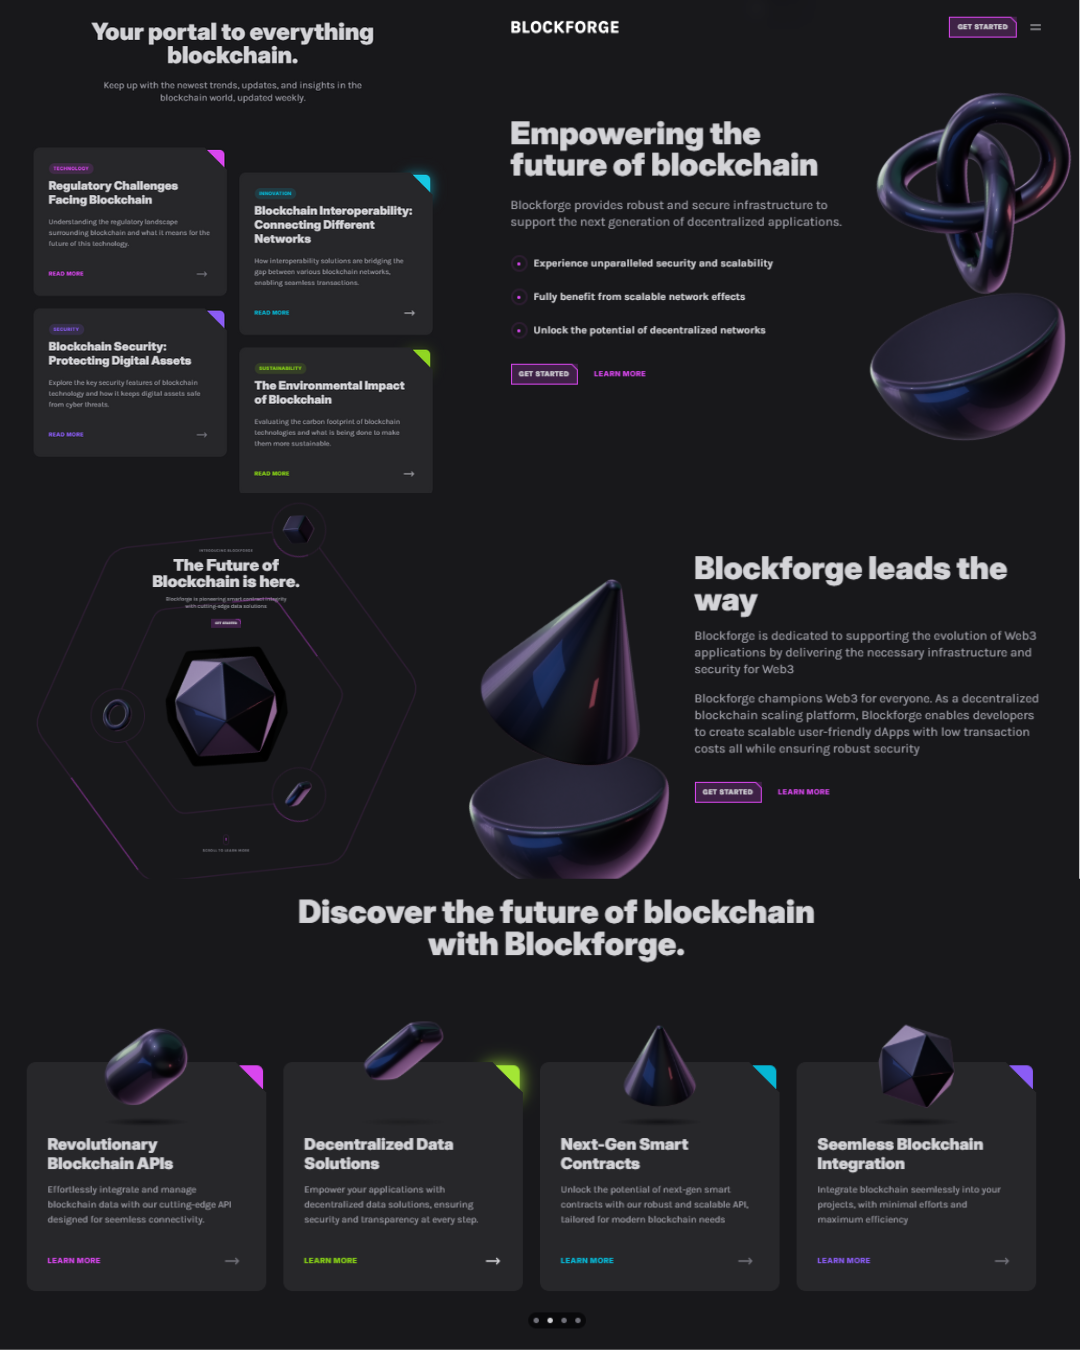 Your portal to everything
blockchain.
Keep up with the newest trends, updates, and insights in the
blockchain world, updated weekly.
TECHNOLOGY
Regulatory Challenges
Facing Blockchain
Understanding the regulatory landscape
surrounding blockchain and what it means for the
future of this technology.
READ MORE
INNOVATION
Blockchain Interoperability:
Connecting Different
Networks
How interoperability solutions are bridging the
gap between various blockchain networks,
enabling seamless transactions.
READ MORE
SECURITY
Blockchain Security:
Protecting Digital Assets
Explore the key security features of blockchain
technology and how it keeps digital assets safe
from cyber threats.
READ MORE
SUSTAINABILITY
The Environmental Impact
of Blockchain
Evaluating the carbon footprint of blockchain
technologies and what is being done to make
them more sustainable.
READ MORE
BLOCKFORGE
GET STARTED
Empowering the
future of blockchain
Blockforge provides robust and secure infrastructure to
support the next generation of decentralized applications.
Experience unparalleled security and scalability
Fully benefit from scalable network effects
Unlock the potential of decentralized networks
GET STARTED
LEARN MORE
INTRODUCING BLOCKFORGE
The Future of
Blockchain is here.
Blockforge is pioneering smart contract integrity
with cutting-edge data solutions
GET STARTED
SCROLL TO LEARN MORE
Blockforge leads the
way
Blockforge is dedicated to supporting the evolution of Web3
applications by delivering the necessary infrastructure and
security for Web3
Blockforge champions Web3 for everyone. As a decentralized
blockchain scaling platform, Blockforge enables developers
to create scalable user-friendly dApps with low transaction
costs all while ensuring robust security
GET STARTED
LEARN MORE
Discover the future of blockchain
with Blockforge.
Revolutionary
Blockchain APIs
Effortlessly integrate and manage
blockchain data with our cutting-edge API
designed for seemless connectivity.
LEARN MORE
Decentralized Data
Solutions
Empower your applications with
decentralized data solutions, ensuring
security and transparency at every step.
LEARN MORE
Next-Gen Smart
Contracts
Unlock the potential of next-gen smart
contracts with our robust and scalable API,
tailored for modern blockchain needs
LEARN MORE
Seemless Blockchain
Integration
Integrate blockchain seemlessly into your
projects, with minimal efforts and
maximum efficiency
LEARN MORE